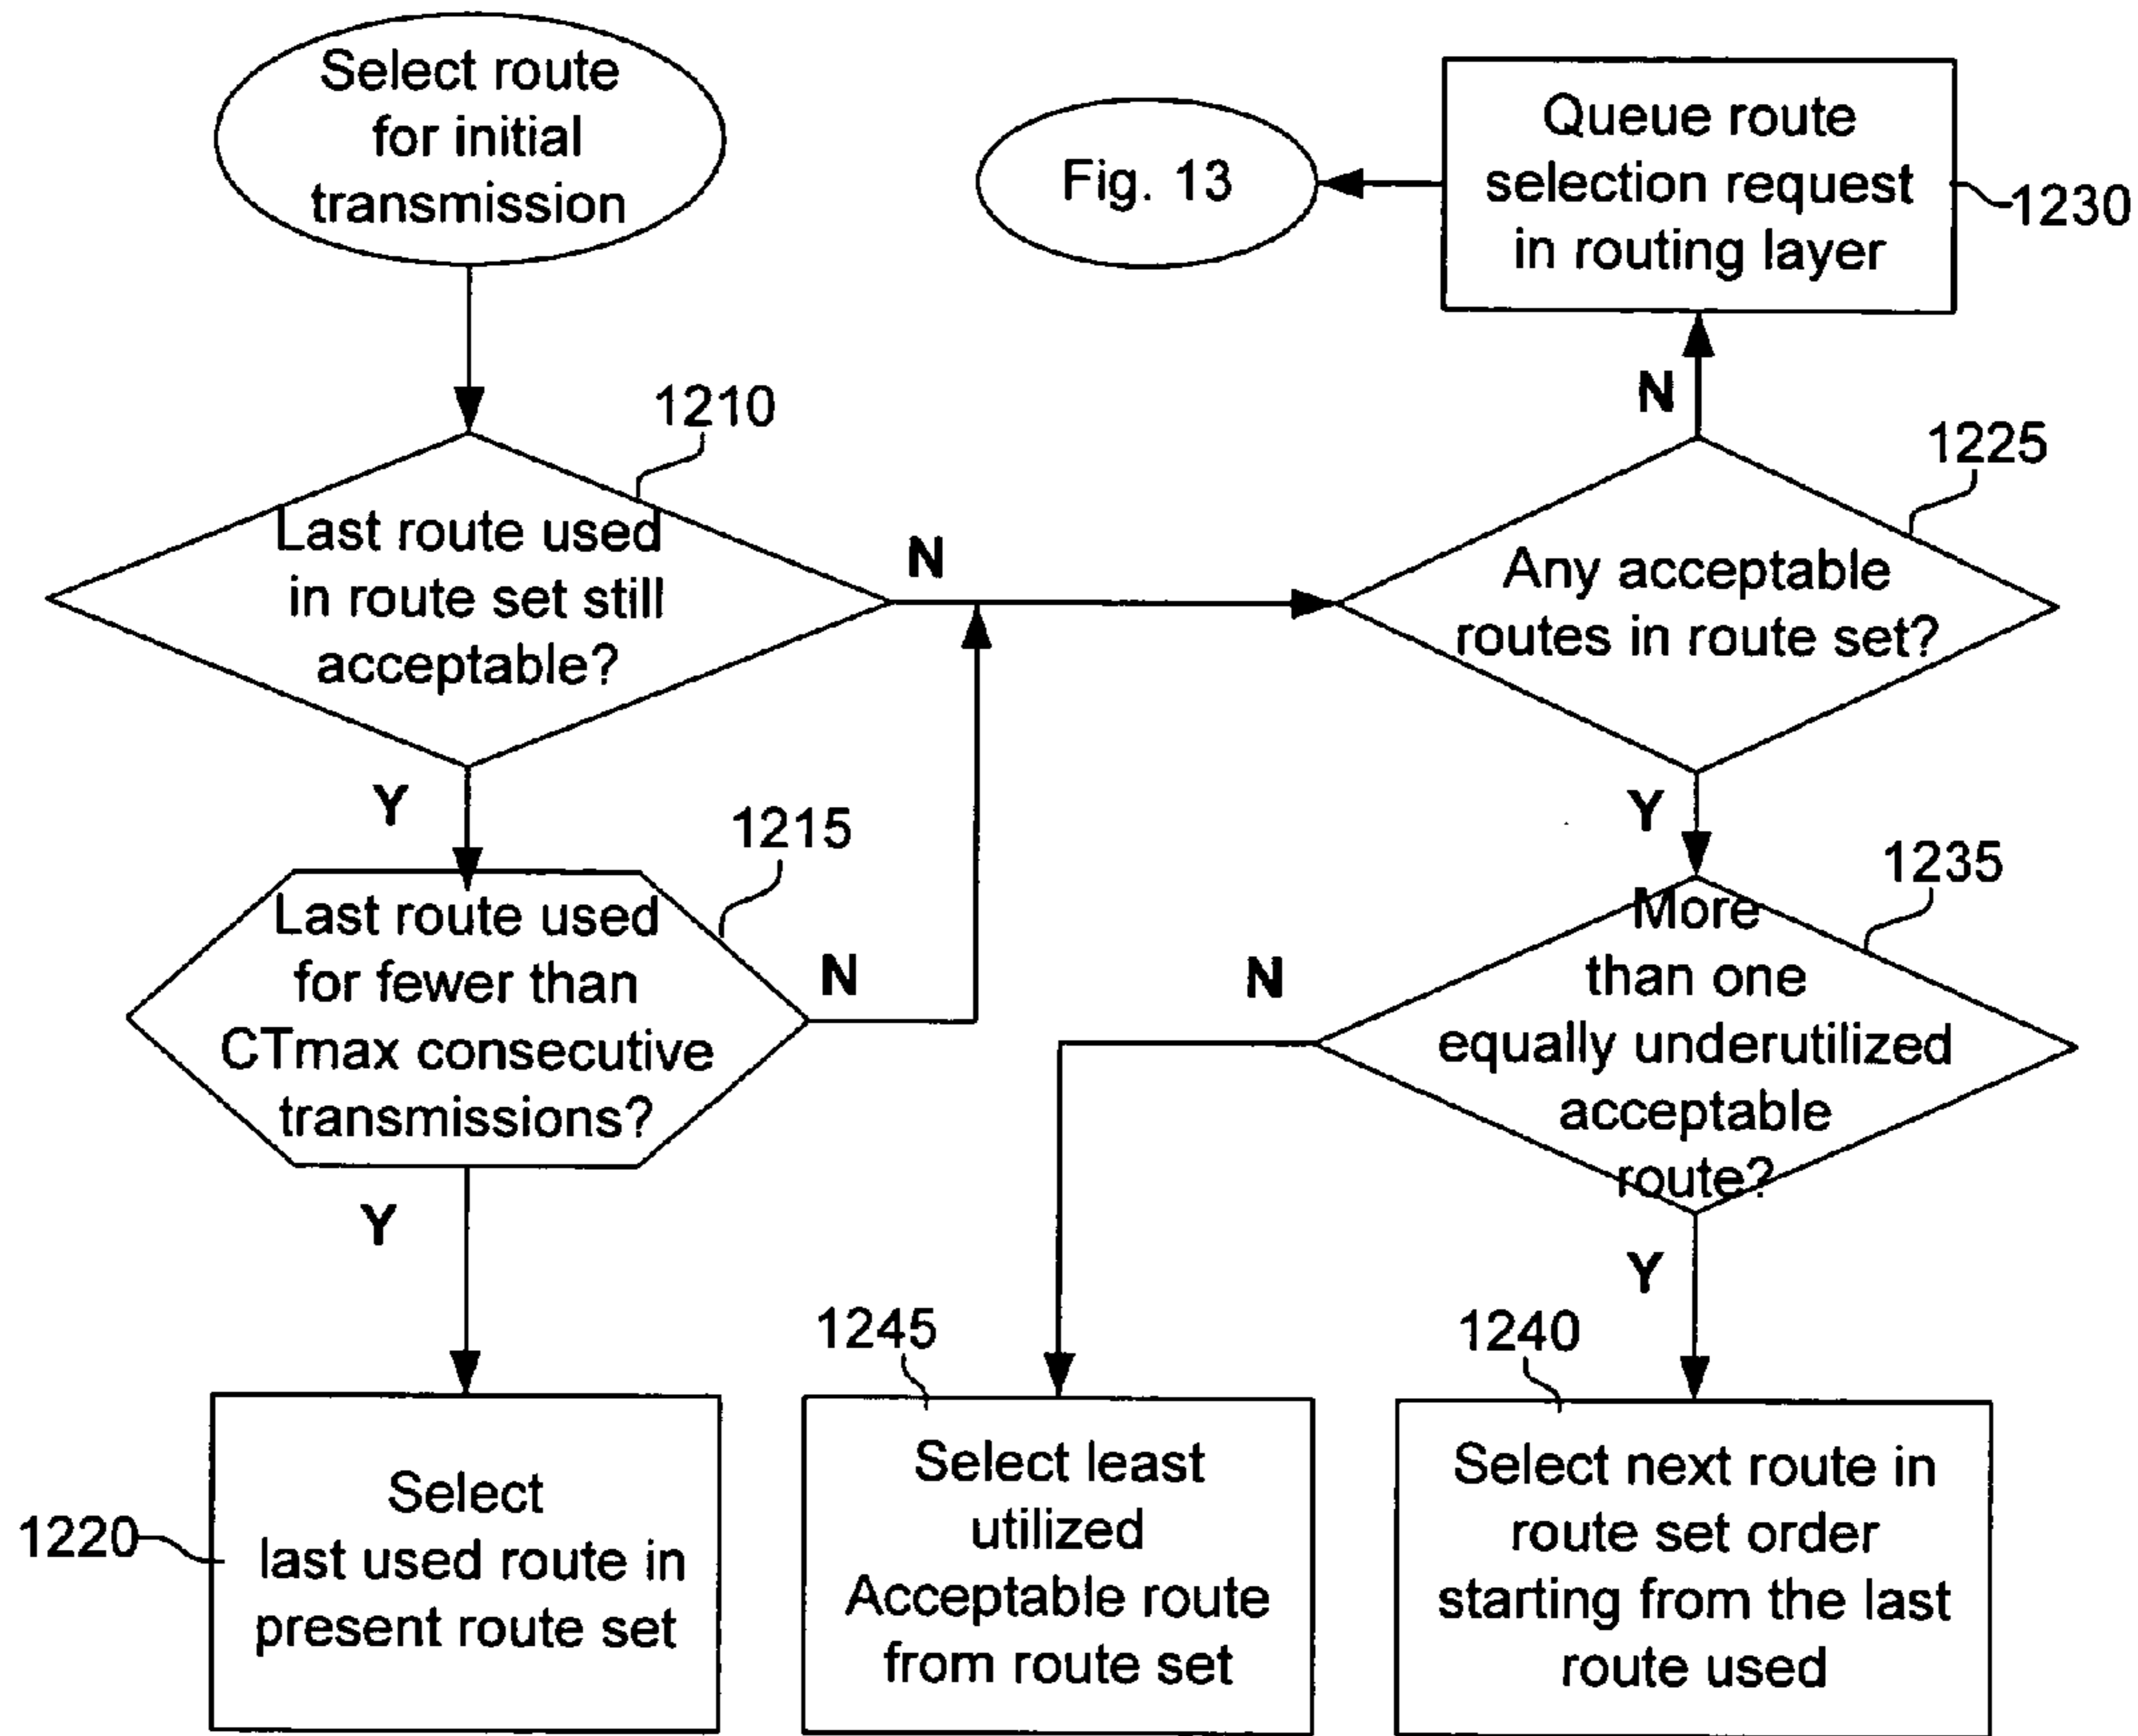 Select route
for initial
transmission
Queue route
selection request
in routing layer
Fig. 13
1230
N
1210
1225
Last route used
in route set still
acceptable?
N
Any acceptable
routes in route set?
Y
Y
1215
1235
Last route used
for fewer than
CTmax consecutive
transmissions?
N
N
More
than one
equally underutilized
acceptable
route?
Y
Y
1245
1240
1220
Select
last used route in
present route set
Select least
utilized
Acceptable route
from route set
Select next route in
route set order
starting from the last
route used